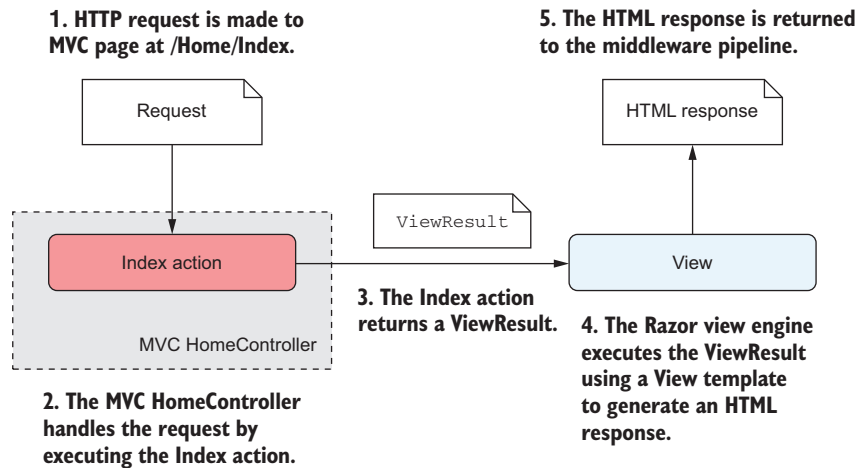 1. HTTP request is made to
MVC page at /Home/Index.
5. The HTML response is returned
to the middleware pipeline.
Request
HTML response
ViewResult
Index action
View
3. The Index action
returns a ViewResult.
MVC HomeController
4. The Razor view engine
executes the ViewResult
using a View template
to generate an HTML
response.
2. The MVC HomeController
handles the request by
executing the Index action.